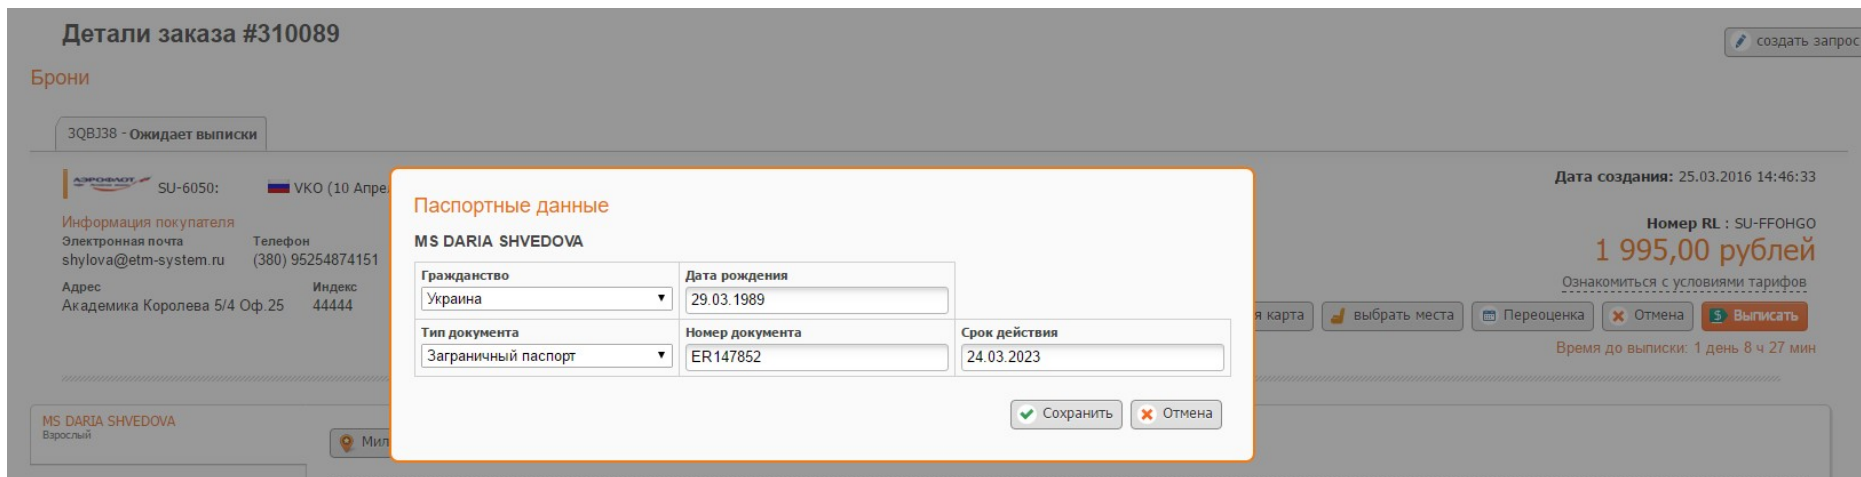 Детали заказа #310089
создать запрос
Брони
3QBJ38 - Ожидает выписки
АЭРОФЛОТ SU-6050: VKO (10 Апре
Дата создания: 25.03.2016 14:46:33
Информация покупателя
Электронная почта Телефон
shylova@etm-system.ru (380) 95254874151
Адрес Индекс
Академика Королева 5/4 Оф.25 44444
Номер RL : SU-FFOHGO
1 995,00 рублей
Ознакомиться с условиями тарифов
я карта выбрать места Переоценка Отмена Выписать
Время до выписки: 1 день 8 ч 27 мин
Паспортные данные
MS DARIA SHVEDOVA
Гражданство Дата рождения
Украина 29.03.1989
Тип документа Номер документа Срок действия
Заграничный паспорт ER147852 24.03.2023
Сохранить Отмена
MS DARIA SHVEDOVA
Взрослый
Мил